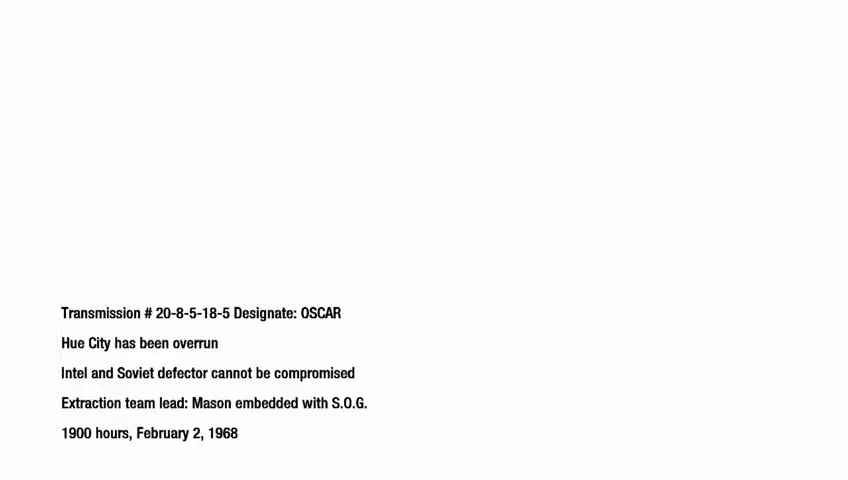 Transmission # 20-8-5-18-5 Designate: OSCAR
Hue City has been overrun
Intel and Soviet defector cannot be compromised
Extraction team lead: Mason embedded with S.O.G.
1900 hours, February 2, 1968